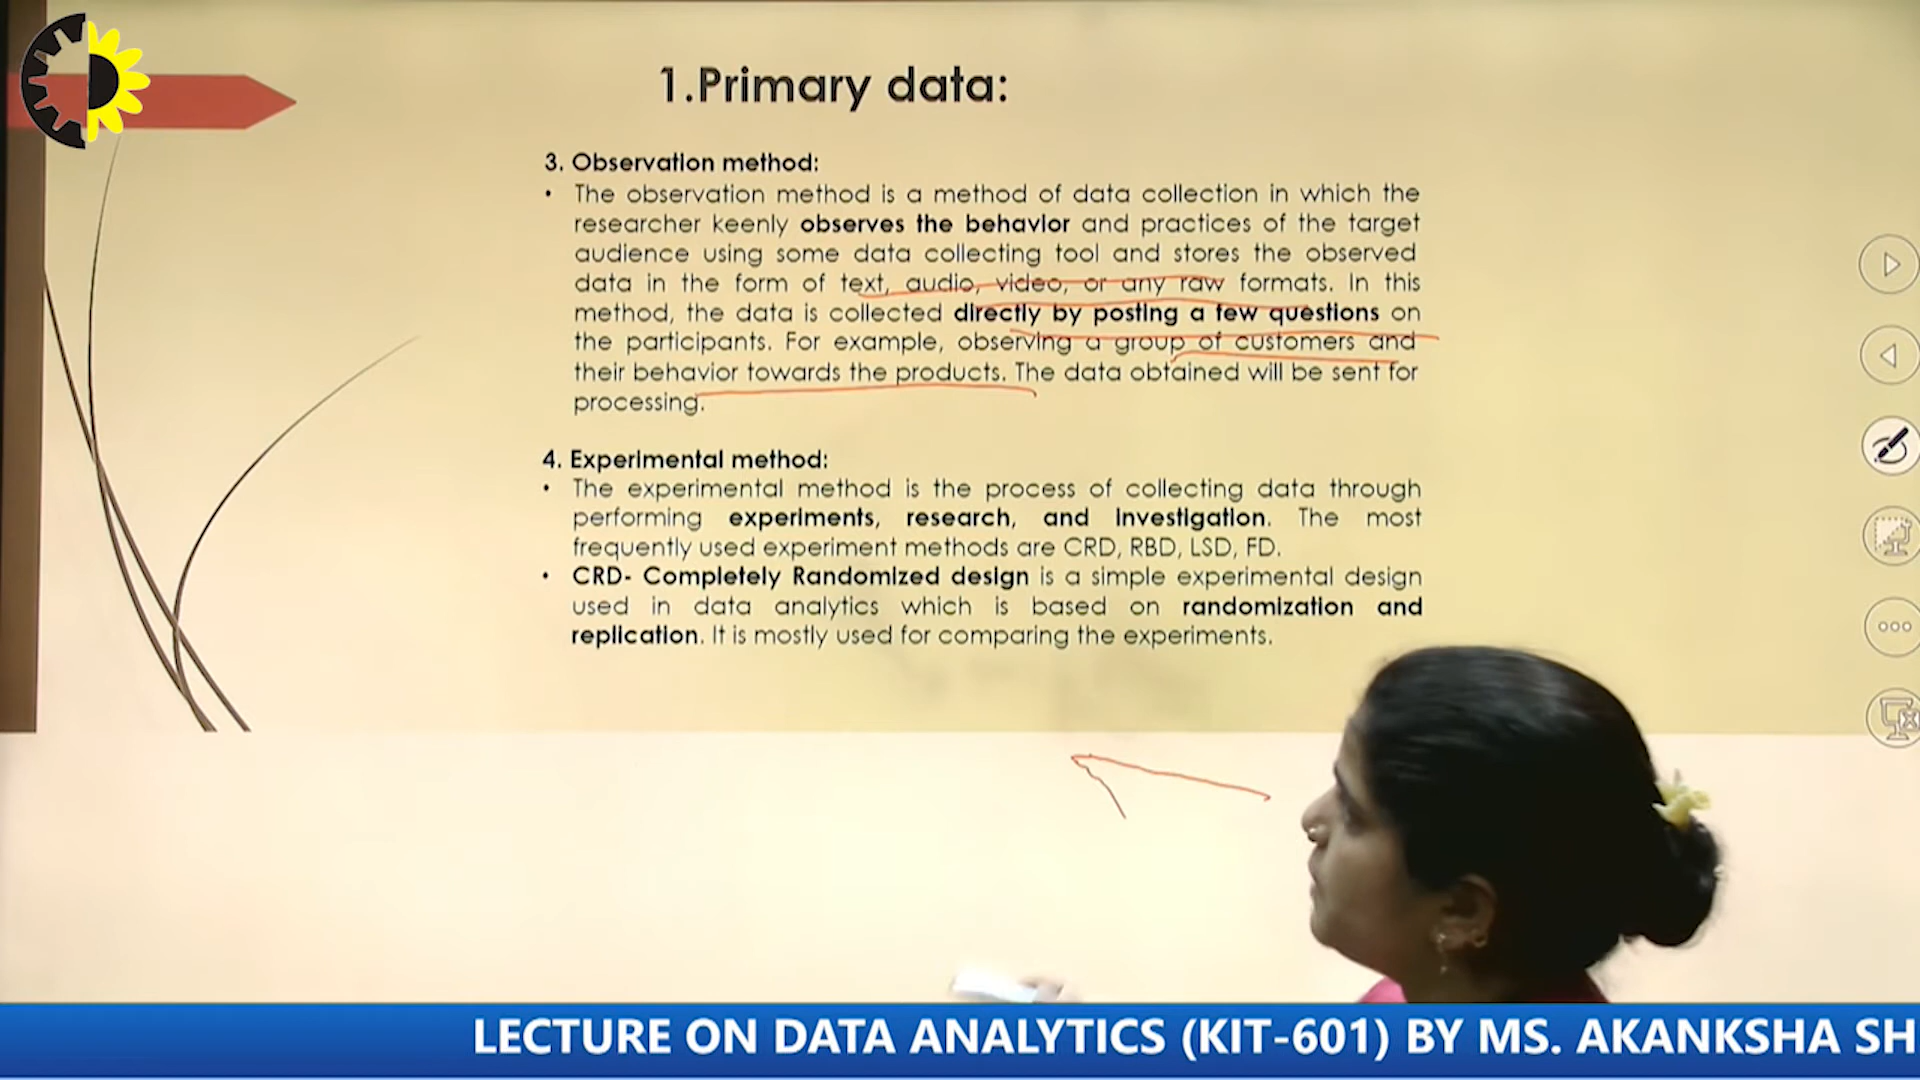 1.Primary data:
3. Observation method:
• The observation method is a method of data collection in which the
researcher keenly observes the behavior and practices of the target
audience using some data collecting tool and stores the observed
data in the form of text, audio, video, or any raw formats. In this
method, the data is collected directly by posting a few questions on
the participants. For example, observing a group of customers and
their behavior towards the products. The data obtained will be sent for
processing.
4. Experimental method:
• The experimental method is the process of collecting data through
performing experiments, research, and investigation. The most
frequently used experiment methods are CRD, RBD, LSD, FD.
• CRD- Completely Randomized design is a simple experimental design
used in data analytics which is based on randomization and
replication. It is mostly used for comparing the experiments.
LECTURE ON DATA ANALYTICS (KIT-601) BY MS. AKANKSHA SH